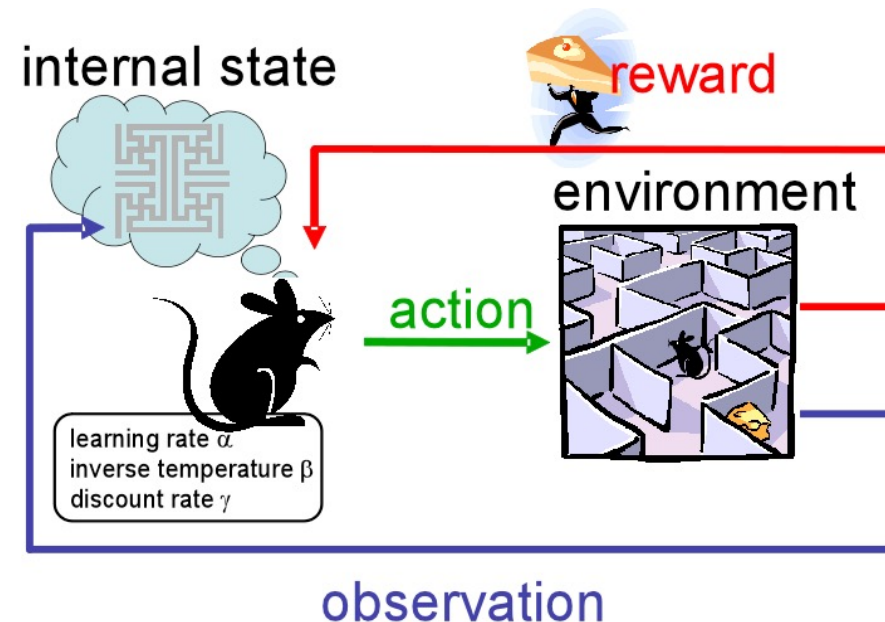 internal state
reward
environment
action
learning rate α
inverse temperature β
discount rate γ
observation